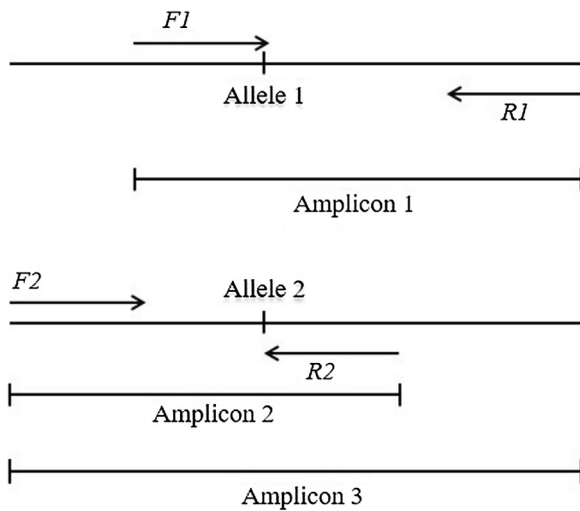 F1
Allele 1
R1
Amplicon 1
F2
Allele 2
R2
Amplicon 2
Amplicon 3